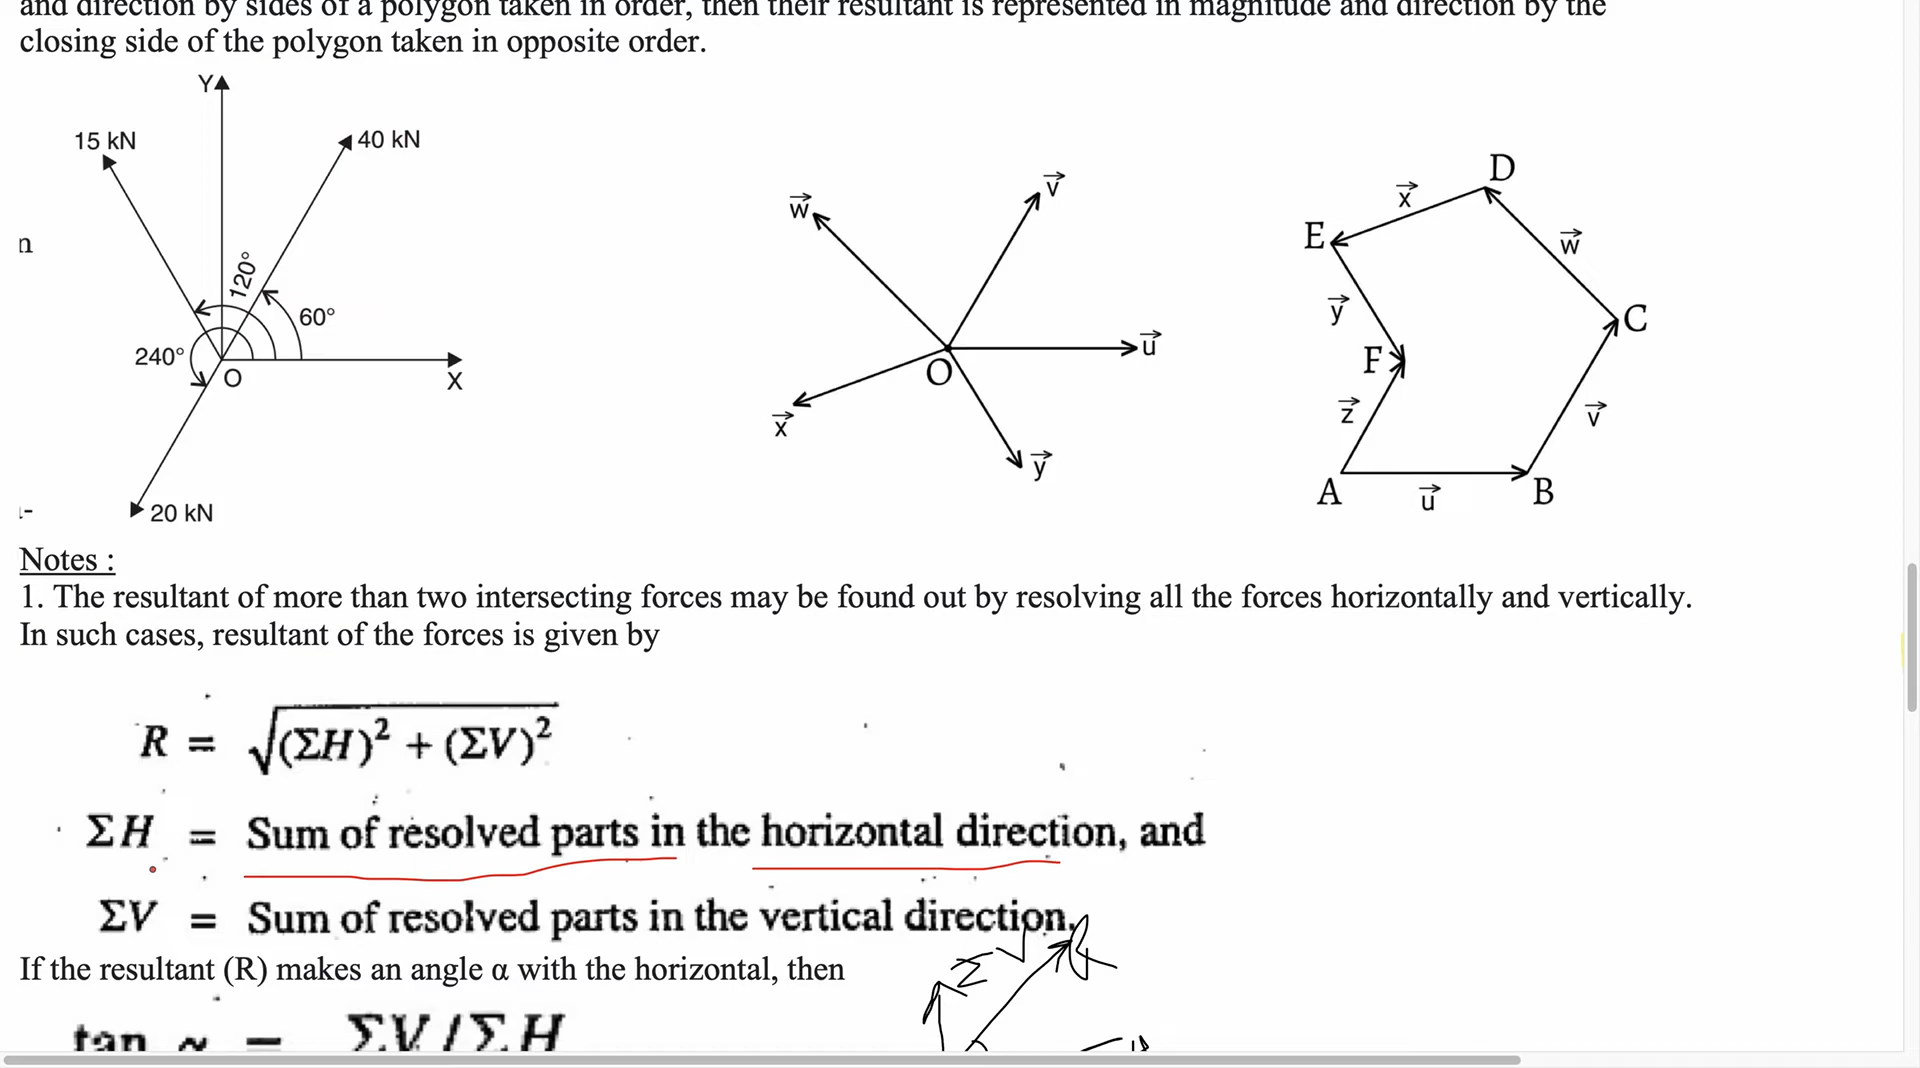 and direction by sides of a polygon taken in order, then their resultant is represented in magnitude and direction by the
closing side of the polygon taken in opposite order.
Y
15 kN
40 kN
120°
60°
240°
O
X
20 kN
n
w
v
u
O
x
y
D
x
E
w
y
C
F
z
v
A
u
B
Notes :
1. The resultant of more than two intersecting forces may be found out by resolving all the forces horizontally and vertically.
In such cases, resultant of the forces is given by
R = √(ΣH)² + (ΣV)²
ΣH = Sum of resolved parts in the horizontal direction, and
ΣV = Sum of resolved parts in the vertical direction.
ΣV
R
If the resultant (R) makes an angle α with the horizontal, then
tan α = ΣV/ΣH